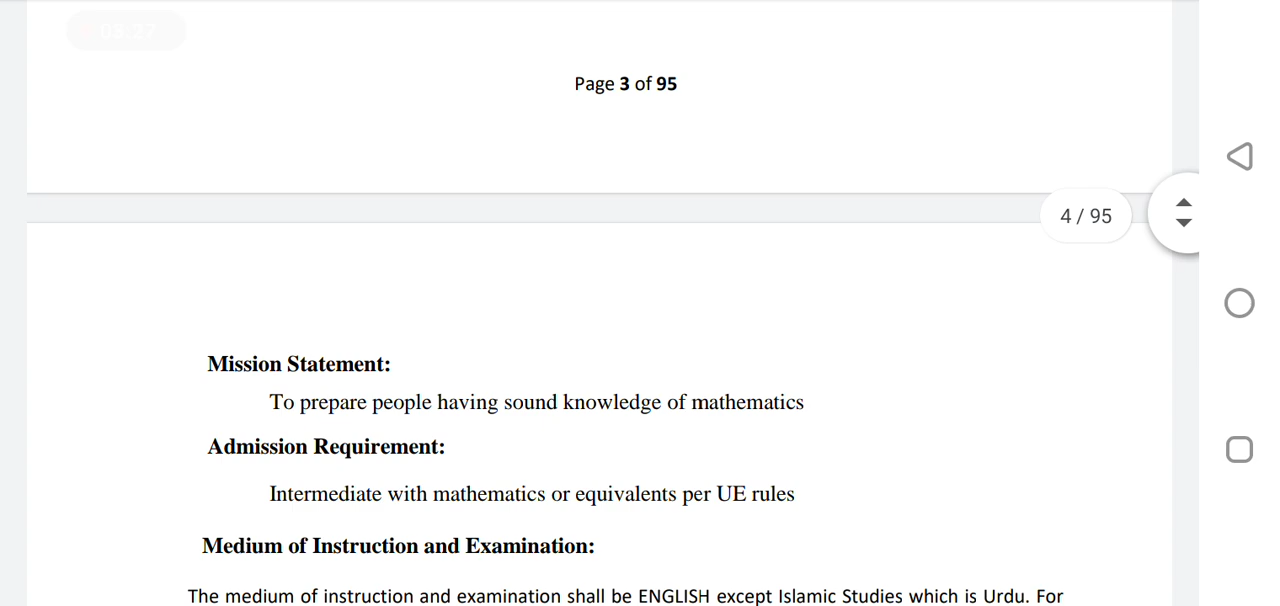 05:27
Page 3 of 95
4 / 95
Mission Statement:
To prepare people having sound knowledge of mathematics
Admission Requirement:
Intermediate with mathematics or equivalents per UE rules
Medium of Instruction and Examination:
The medium of instruction and examination shall be ENGLISH except Islamic Studies which is Urdu. For